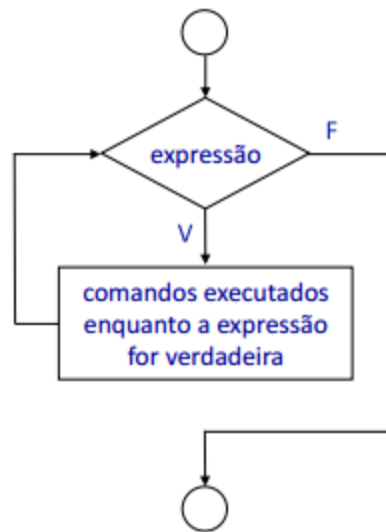 expressão
F
V
comandos executados
enquanto a expressão
for verdadeira